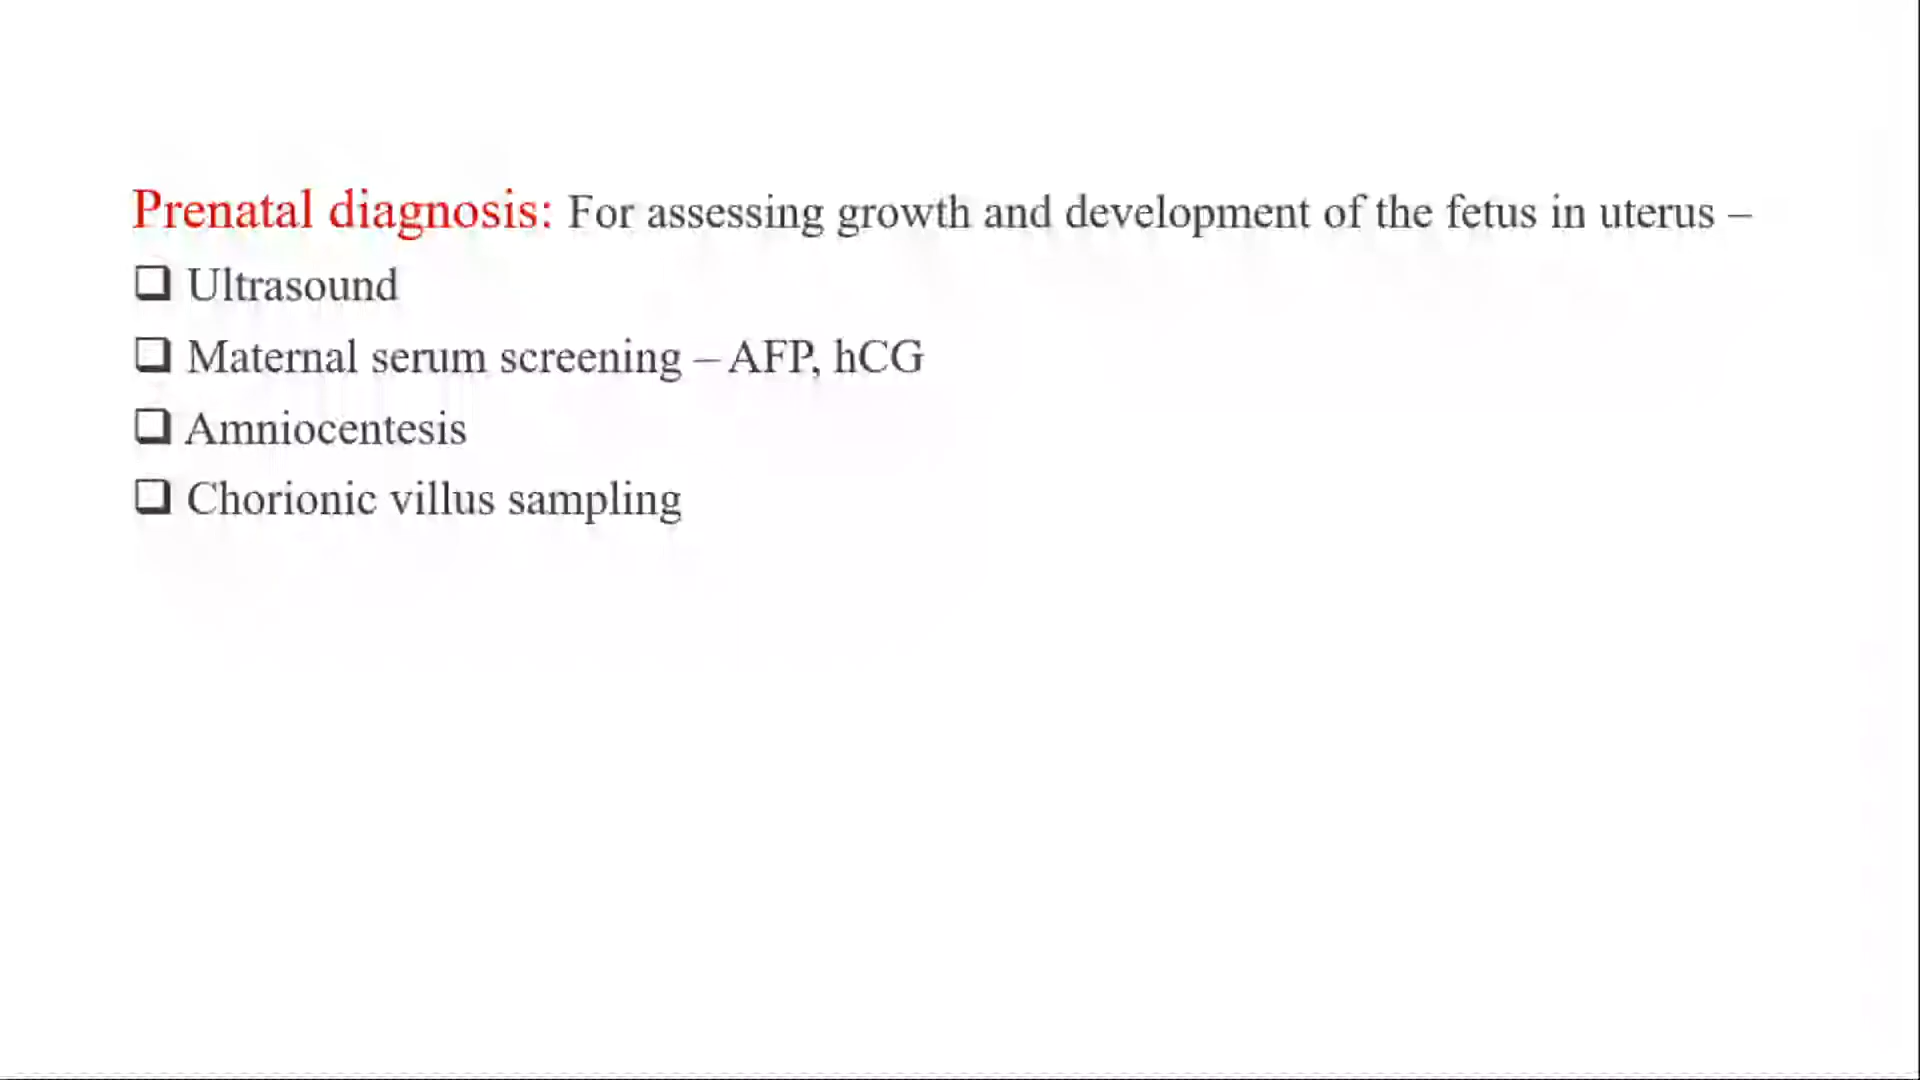 Prenatal diagnosis: For assessing growth and development of the fetus in uterus –
❑ Ultrasound
❑ Maternal serum screening – AFP, hCG
❑ Amniocentesis
❑ Chorionic villus sampling